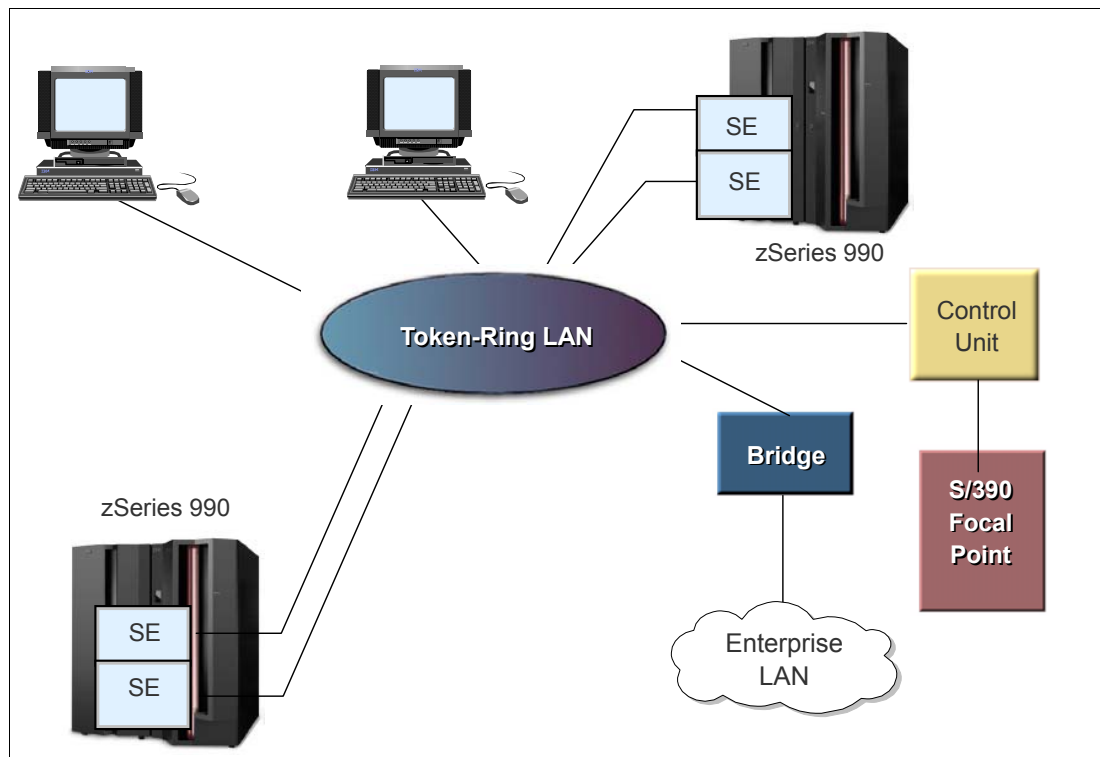 SE
SE
zSeries 990
Token-Ring LAN
Control
Unit
Bridge
S/390
Focal
Point
zSeries 990
SE
SE
Enterprise
LAN